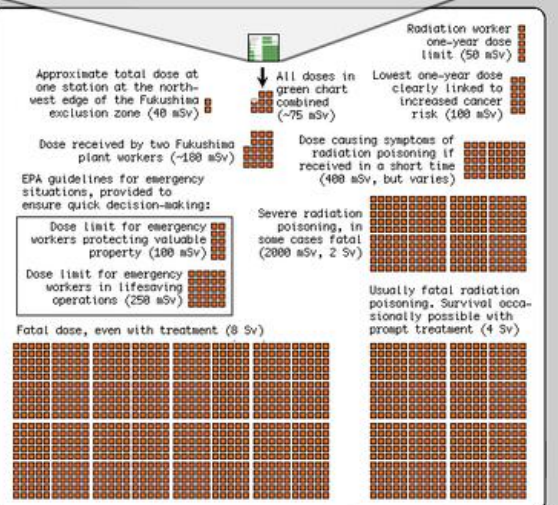 Radiation worker
one-year dose
limit (50 mSv)
Approximate total dose at
one station at the north-
west edge of the Fukushima
exclusion zone (40 mSv)
All doses in
green chart
combined
(~75 mSv)
Lowest one-year dose
clearly linked to
increased cancer
risk (100 mSv)
Dose received by two Fukushima
plant workers (~180 mSv)
Dose causing symptoms of
radiation poisoning if
received in a short time
(400 mSv, but varies)
EPA guidelines for emergency
situations, provided to
ensure quick decision-making:
Dose limit for emergency
workers protecting valuable
property (100 mSv)
Dose limit for emergency
workers in lifesaving
operations (250 mSv)
Severe radiation
poisoning, in
some cases fatal
(2000 mSv, 2 Sv)
Usually fatal radiation
poisoning. Survival occa-
sionally possible with
prompt treatment (4 Sv)
Fatal dose, even with treatment (8 Sv)